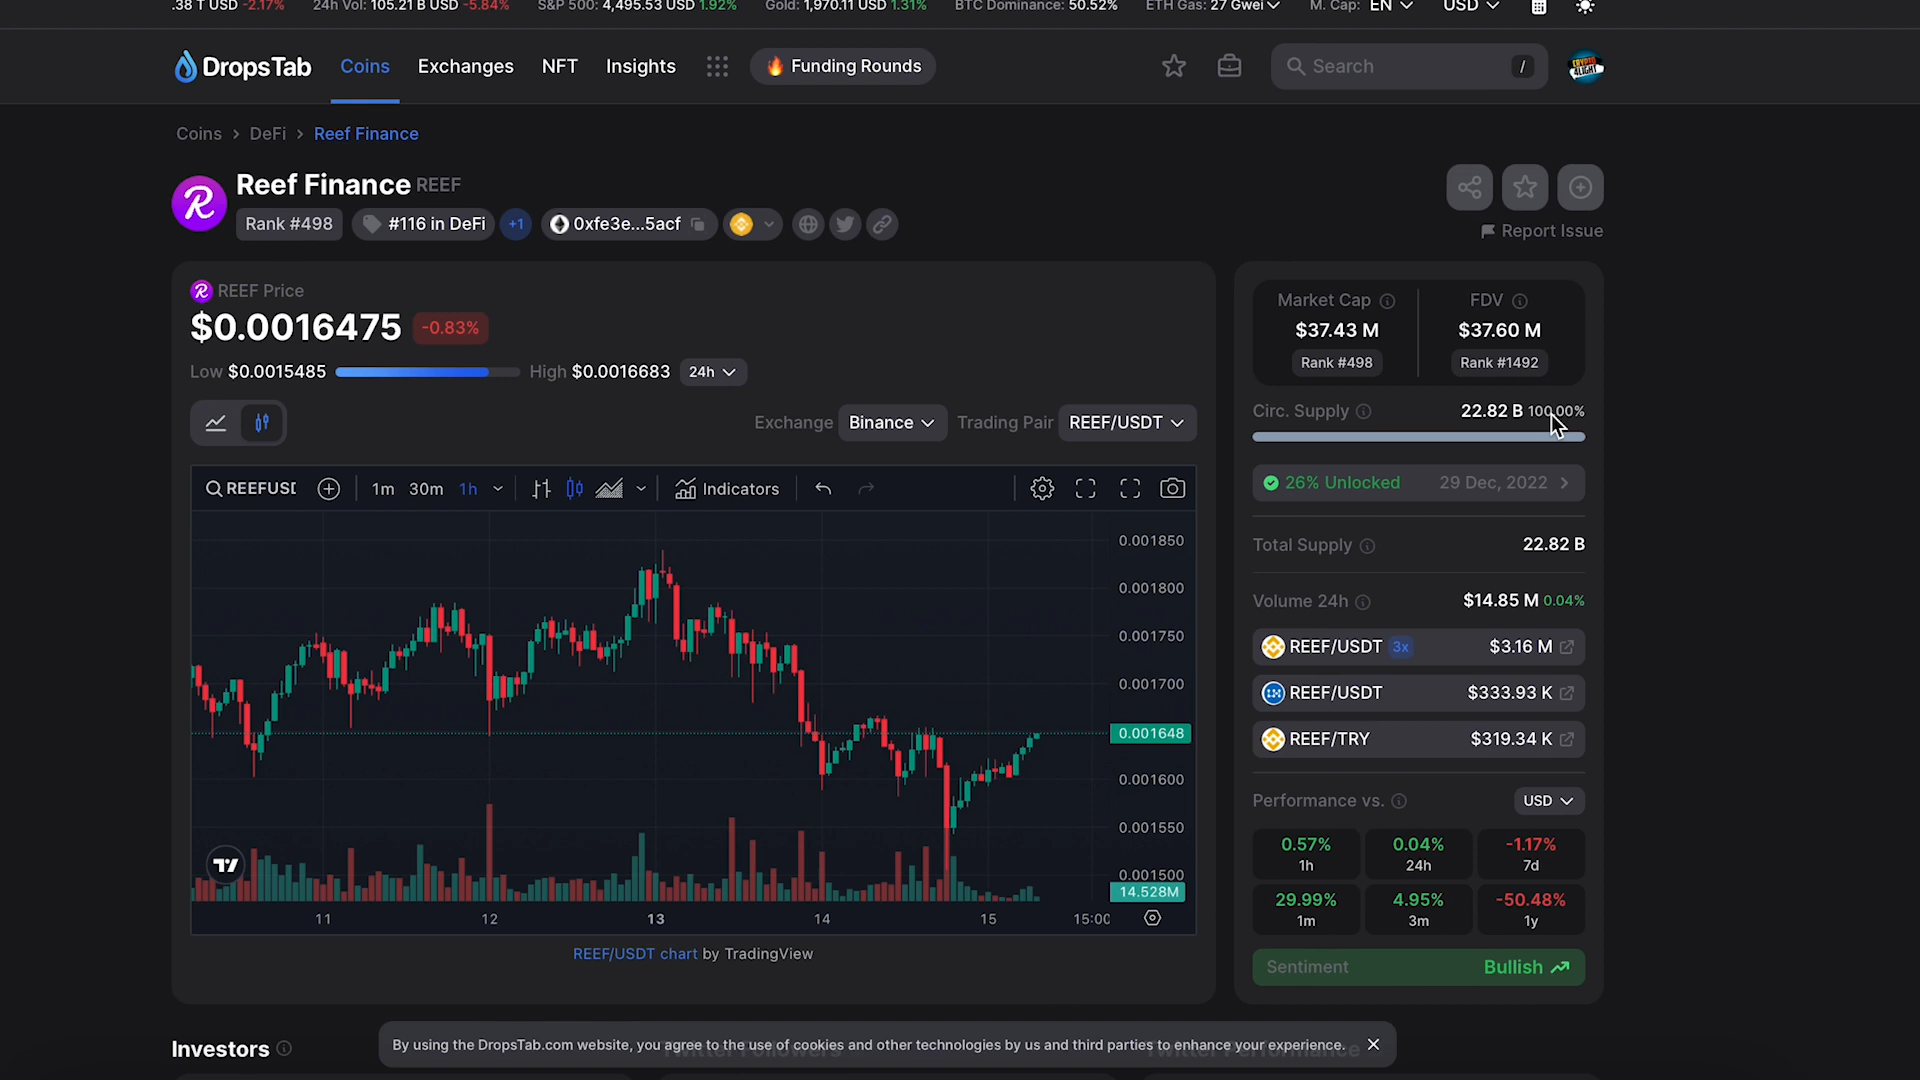 .38 T USD -2.17% 24h Vol: 105.21 B USD -5.84% S&P 500: 4,495.53 USD 1.92% Gold: 1,970.11 USD 1.31% BTC Dominance: 50.52% ETH Gas: 27 Gwei M. Cap: EN USD
DropsTab Coins Exchanges NFT Insights Funding Rounds Search / CRYPTO 4LIGHT
Coins > DeFi > Reef Finance
Reef Finance REEF
Rank #498 #116 in DeFi +1 0xfe3e...5acf
Report Issue
REEF Price
$0.0016475 -0.83%
Low $0.0015485 High $0.0016683 24h
Exchange Binance Trading Pair REEF/USDT
REEFUSD 1m 30m 1h Indicators
0.001850
0.001800
0.001750
0.001700
0.001648
0.001600
0.001550
0.001500
14.528M
11 12 13 14 15 15:00
REEF/USDT chart by TradingView
Market Cap FDV
$37.43 M $37.60 M
Rank #498 Rank #1492
Circ. Supply 22.82 B 100.00%
26% Unlocked 29 Dec, 2022
Total Supply 22.82 B
Volume 24h $14.85 M 0.04%
REEF/USDT 3x $3.16 M
REEF/USDT $333.93 K
REEF/TRY $319.34 K
Performance vs. USD
0.57% 0.04% -1.17%
1h 24h 7d
29.99% 4.95% -50.48%
1m 3m 1y
Sentiment Bullish
Investors
By using the DropsTab.com website, you agree to the use of cookies and other technologies by us and third parties to enhance your experience.